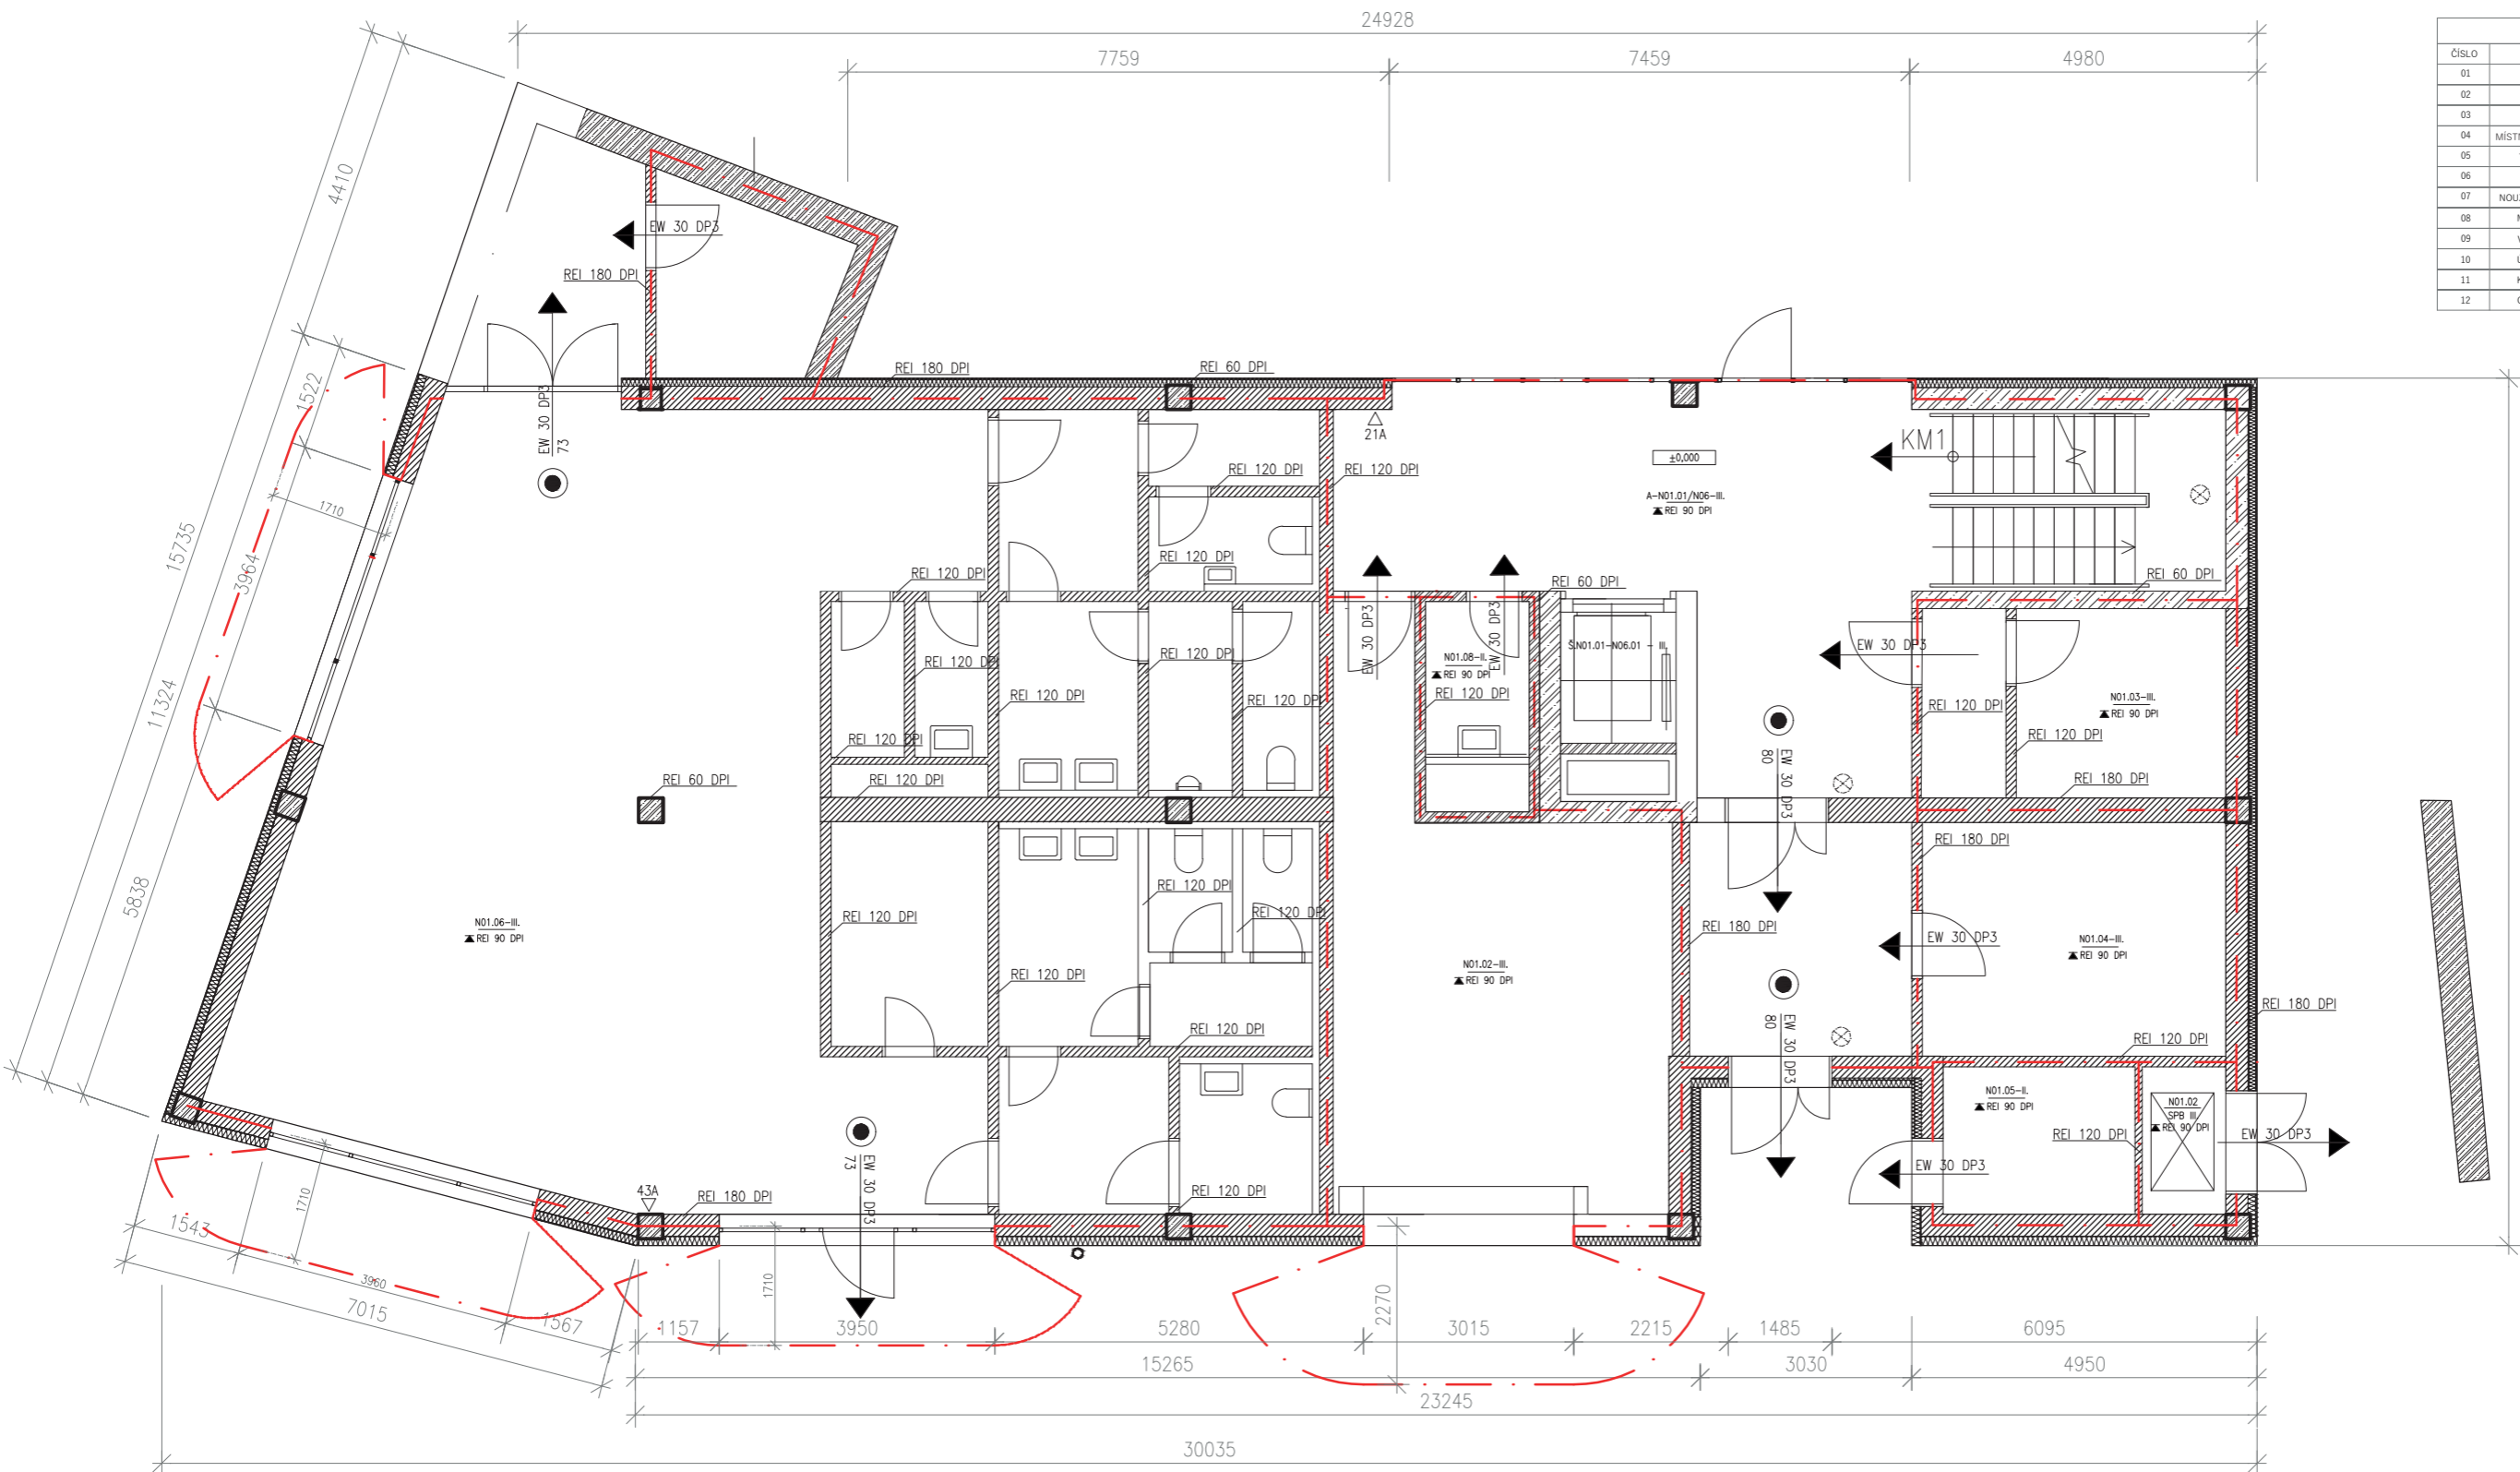 24928
7759
7459
4980
ČÍSLO
01
02
03
04
05
06
07
08
09
10
11
12
4410
1522
1710
3964
15735
11324
5838
EW 30 DP3
REI 180 DPI
EW 30 DP3
73
REI 180 DPI
REI 60 DPI
21A
REI 120 DPI
REI 120 DPI
±0,000
KM1
A-N01.01/N06-III.
REI 90 DPI
REI 120 DPI
REI 120 DPI
REI 60 DPI
REI 60 DPI
EW 30 DP3
EW 30 DP3
N01.08-II.
REI 90 DPI
REI 120 DPI
Š.N01.01-N06.01 - III.
EW 30 DP3
REI 120 DPI
REI 120 DPI
REI 120 DPI
REI 120 DPI
REI 120 DPI
REI 120 DPI
N01.03-III.
REI 90 DPI
REI 120 DPI
REI 120 DPI
REI 180 DPI
REI 60 DPI
REI 120 DPI
EW 30 DP3
80
REI 180 DPI
REI 120 DPI
REI 120 DPI
REI 120 DPI
N01.06-III.
REI 90 DPI
REI 180 DPI
EW 30 DP3
N01.04-III.
REI 90 DPI
N01.02-III.
REI 90 DPI
REI 120 DPI
REI 180 DPI
REI 120 DPI
EW 30 DP3
80
REI 120 DPI
N01.05-II.
REI 90 DPI
N01.02
SPB III.
REI 90 DPI
REI 120 DPI
EW 30 DP3
EW 30 DP3
EW 30 DP3
73
43A
REI 180 DPI
REI 120 DPI
1543
1710
3960
7015
1567
1710
2270
1157
3950
5280
3015
2215
1485
6095
15265
3030
4950
23245
30035